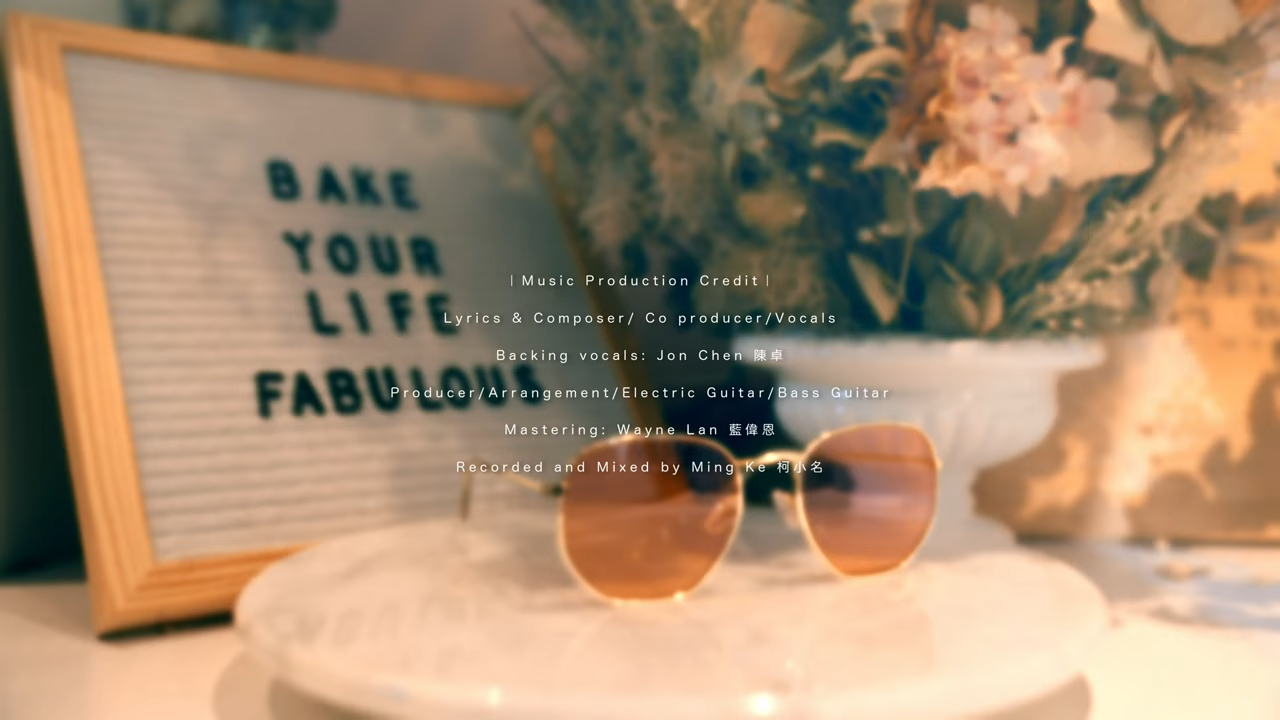 BAKE
YOUR
LIFE
FABULOUS
|Music Production Credit|
Lyrics & Composer/ Co producer/Vocals
Backing vocals: Jon Chen 陳卓
Producer/Arrangement/Electric Guitar/Bass Guitar
Mastering: Wayne Lan 藍偉恩
Recorded and Mixed by Ming Ke 柯小名